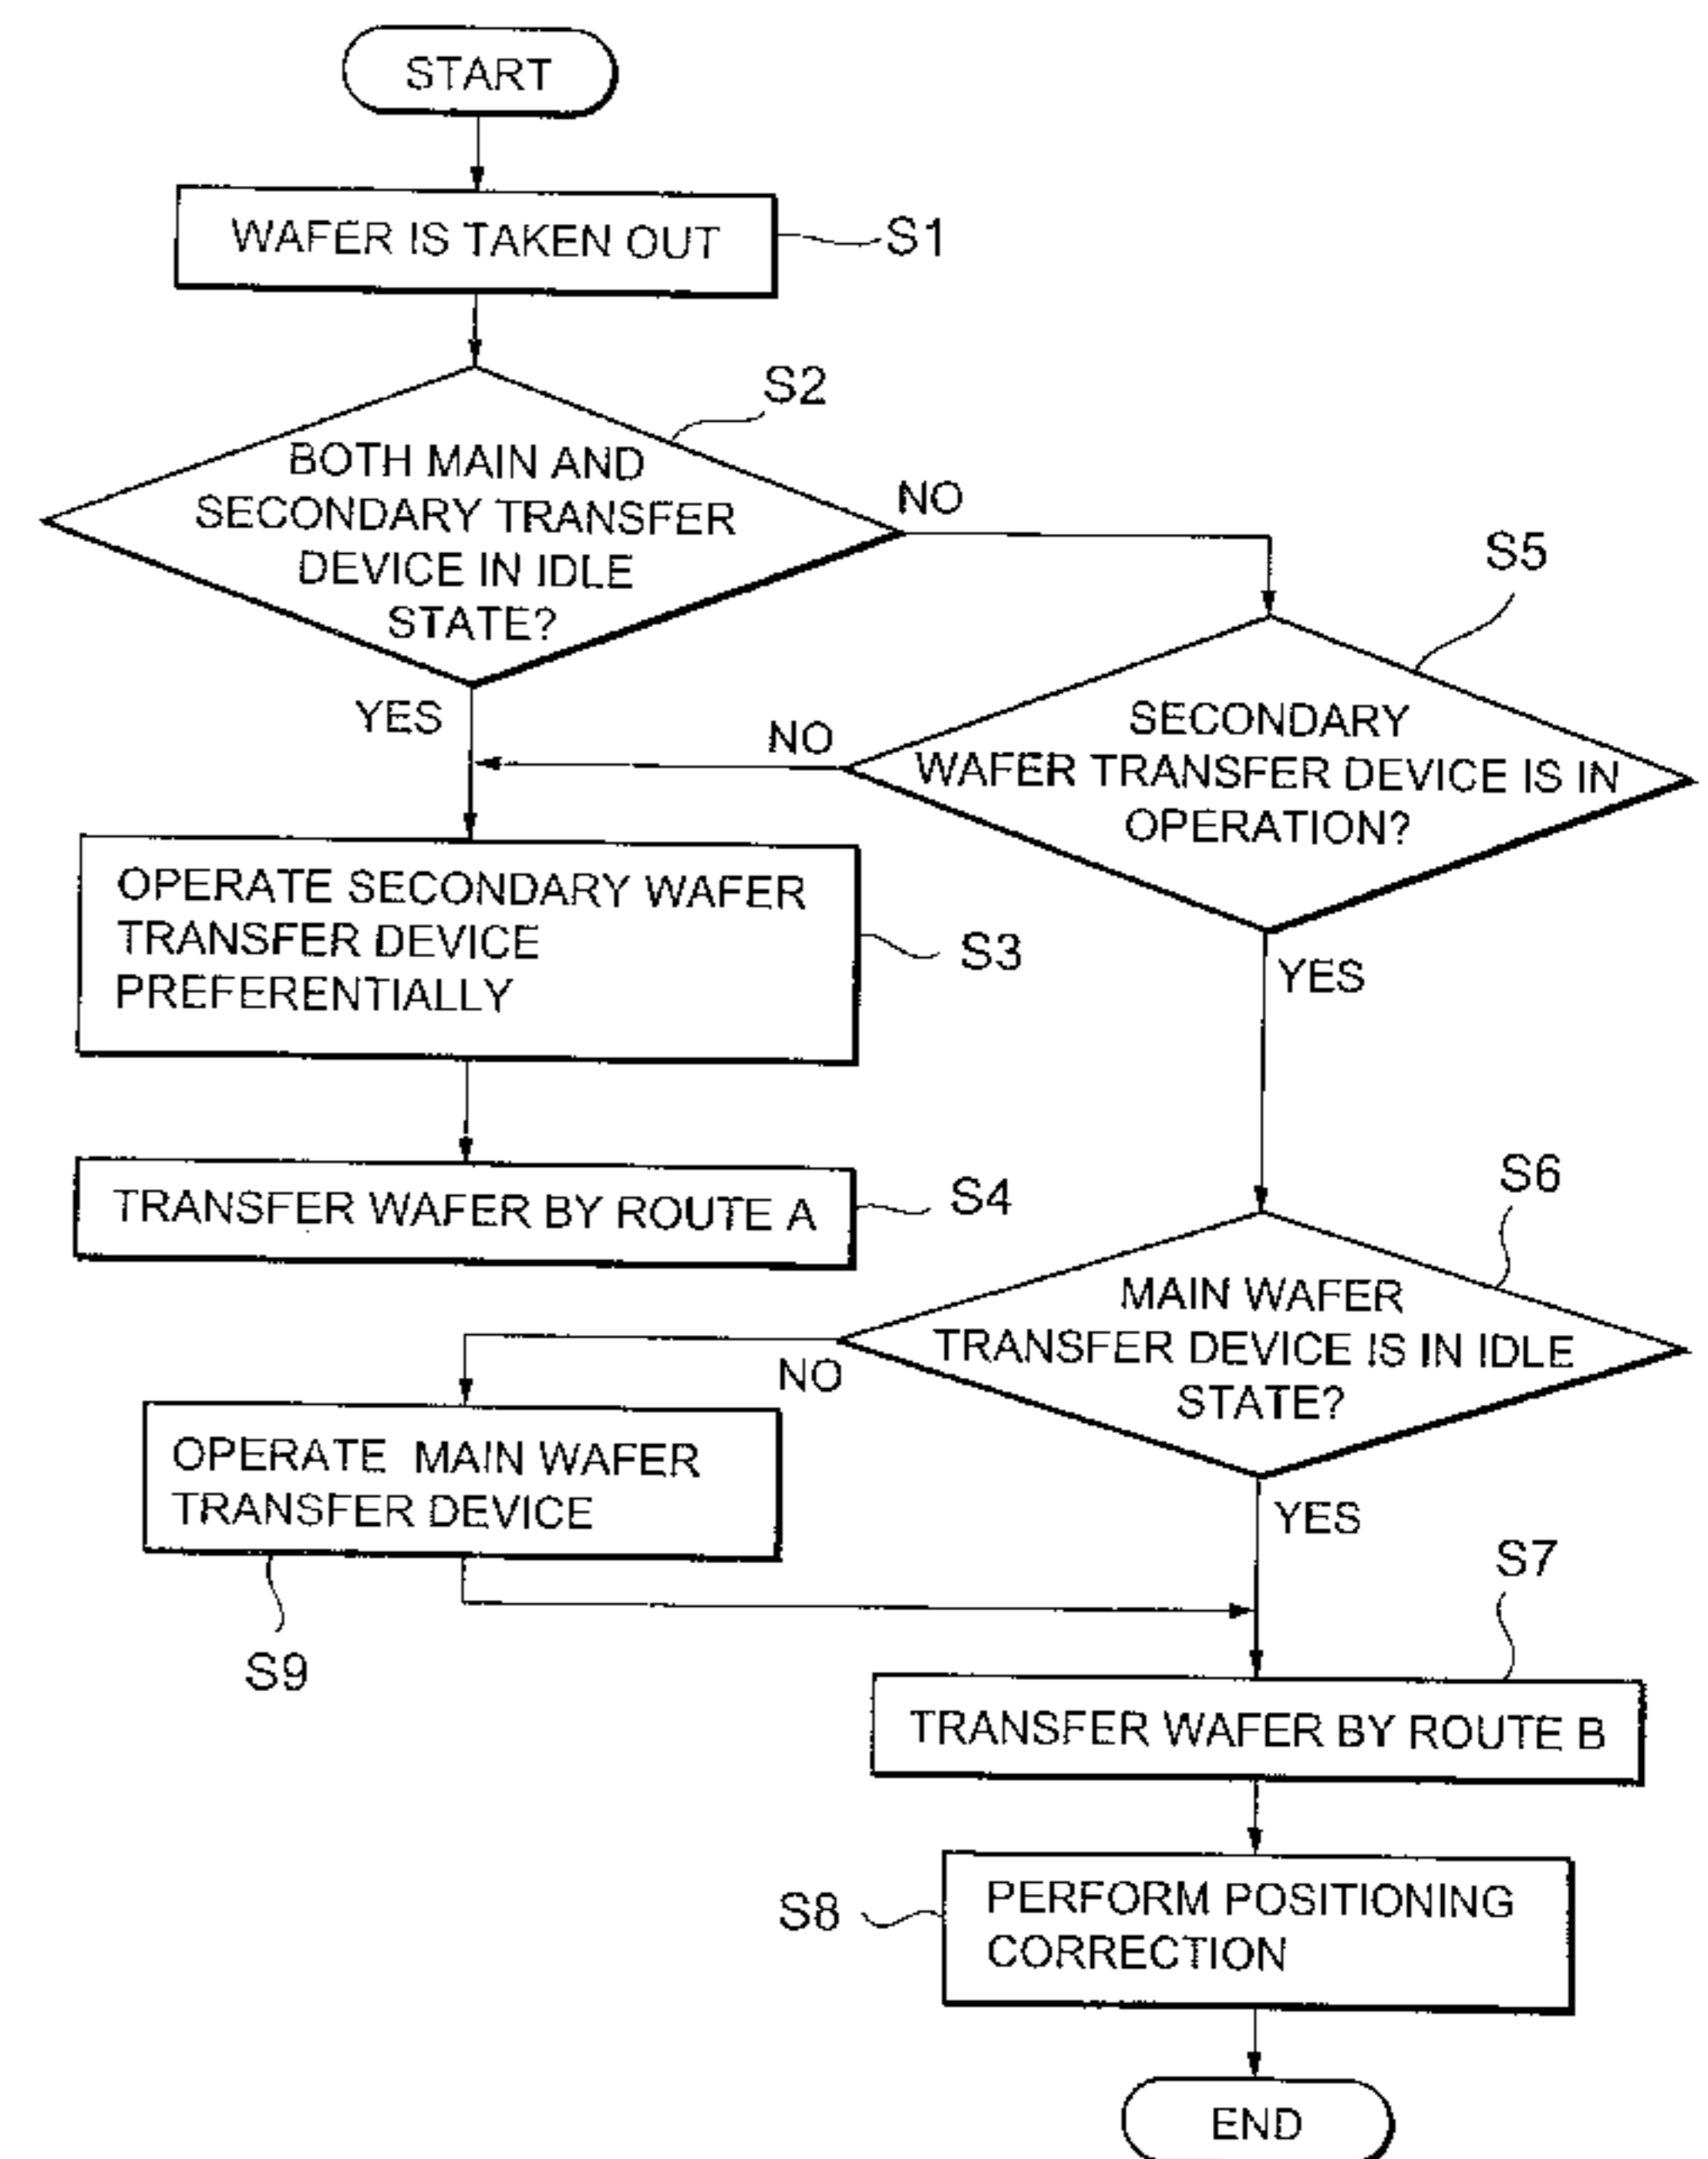 START
WAFER IS TAKEN OUT
S1
S2
BOTH MAIN AND
SECONDARY TRANSFER
DEVICE IN IDLE
STATE?
NO
YES
S5
SECONDARY
WAFER TRANSFER DEVICE IS IN
OPERATION?
NO
YES
OPERATE SECONDARY WAFER
TRANSFER DEVICE
PREFERENTIALLY
S3
TRANSFER WAFER BY ROUTE A
S4
S6
MAIN WAFER
TRANSFER DEVICE IS IN IDLE
STATE?
NO
YES
OPERATE MAIN WAFER
TRANSFER DEVICE
S9
S7
TRANSFER WAFER BY ROUTE B
S8
PERFORM POSITIONING
CORRECTION
END